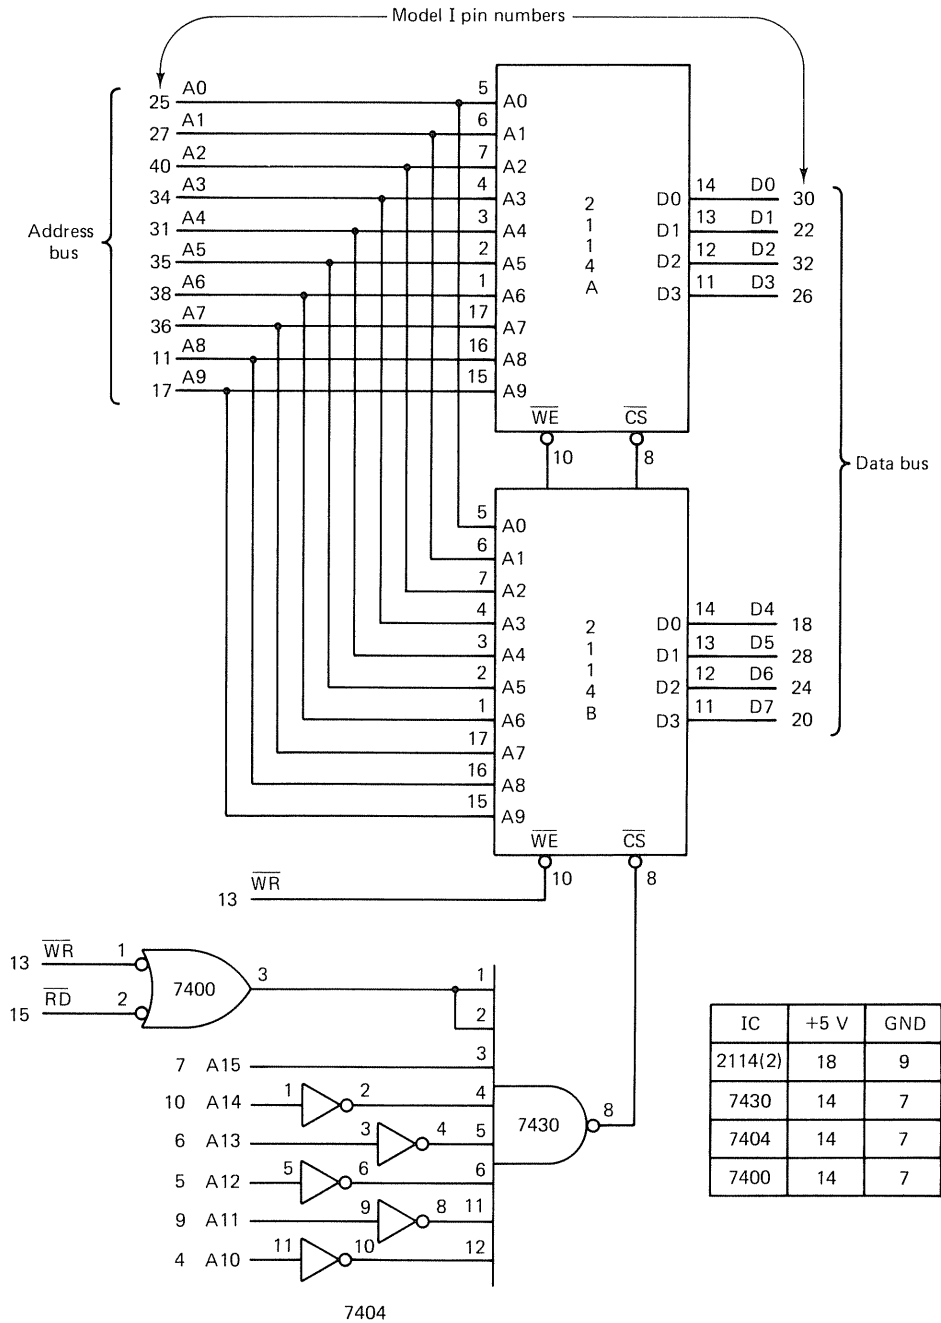 Model I pin numbers
25 A0 5 A0
27 A1 6 A1
40 A2 7 A2
34 A3 4 A3
31 A4 3 A4
35 A5 2 A5
38 A6 1 A6
36 A7 17 A7
11 A8 16 A8
17 A9 15 A9
Address
bus
2
1
1
4
A
D0 14 D0 30
D1 13 D1 22
D2 12 D2 32
D3 11 D3 26
WE CS
10 8
Data bus
5 A0
6 A1
7 A2
4 A3
3 A4
2 A5
1 A6
17 A7
16 A8
15 A9
2
1
1
4
B
D0 14 D4 18
D1 13 D5 28
D2 12 D6 24
D3 11 D7 20
WE CS
10 8
13 WR
13 WR 1
15 RD 2
7400
3
1
2
7 A15 3
10 A14 1 2 4
6 A13 3 4 5
5 A12 5 6 6
9 A11 9 8 11
4 A10 11 10 12
7430
8
7404
IC +5 V GND
2114(2) 18 9
7430 14 7
7404 14 7
7400 14 7